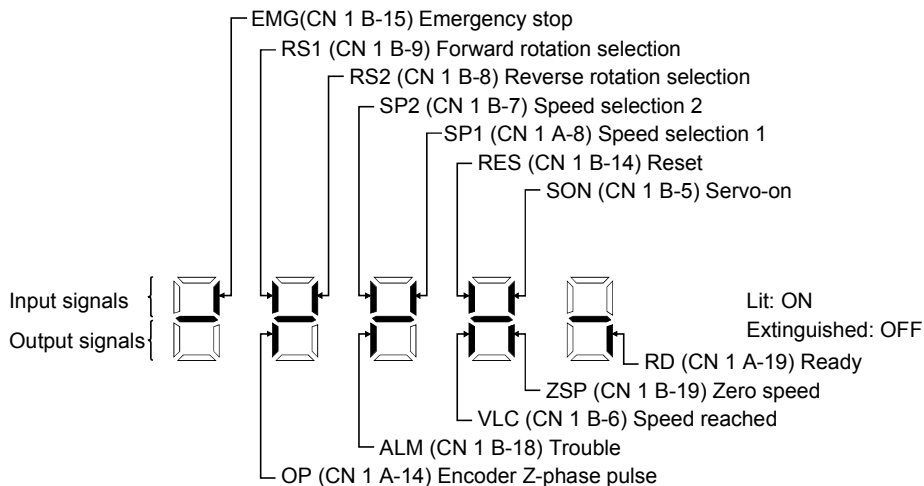 EMG(CN 1 B-15) Emergency stop
RS1 (CN 1 B-9) Forward rotation selection
RS2 (CN 1 B-8) Reverse rotation selection
SP2 (CN 1 B-7) Speed selection 2
SP1 (CN 1 A-8) Speed selection 1
RES (CN 1 B-14) Reset
SON (CN 1 B-5) Servo-on
Input signals
Lit: ON
Output signals
Extinguished: OFF
RD (CN 1 A-19) Ready
ZSP (CN 1 B-19) Zero speed
VLC (CN 1 B-6) Speed reached
ALM (CN 1 B-18) Trouble
OP (CN 1 A-14) Encoder Z-phase pulse